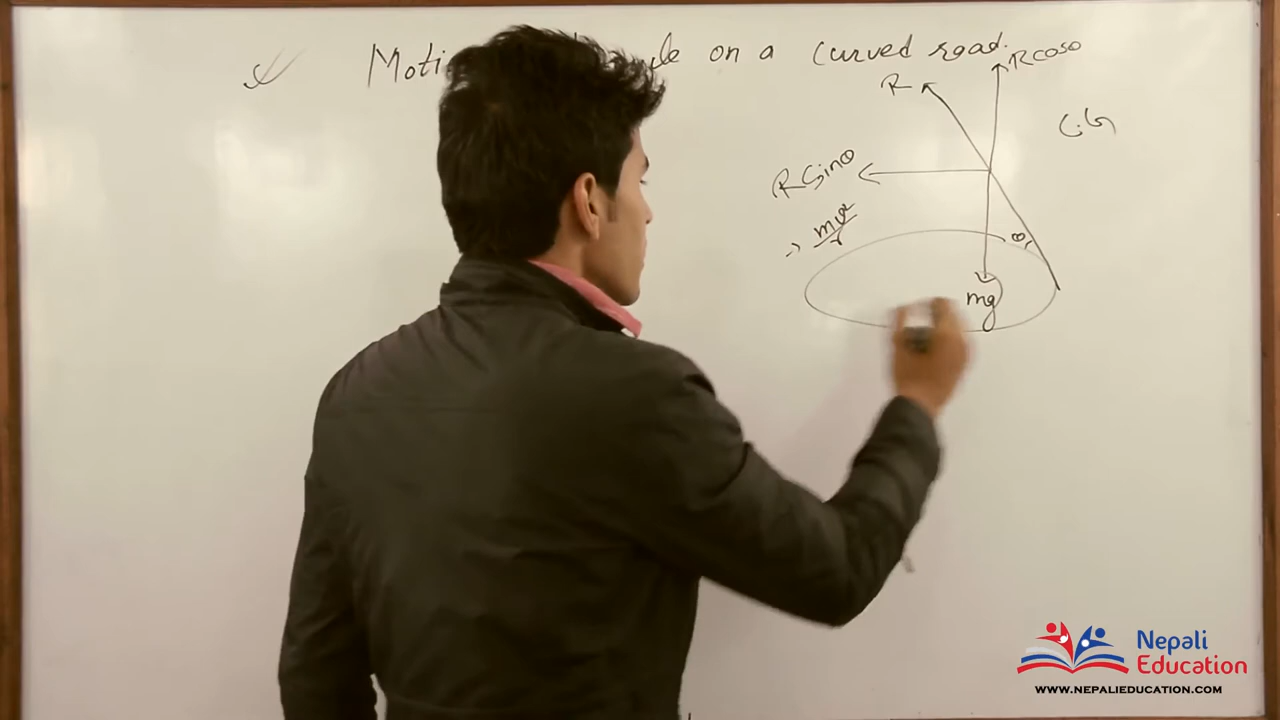 Moti le on a curved road.
R
Rcosθ
C.G
RSinθ
→ mv²/r
θ
mg
Nepali
Education
WWW.NEPALIEDUCATION.COM